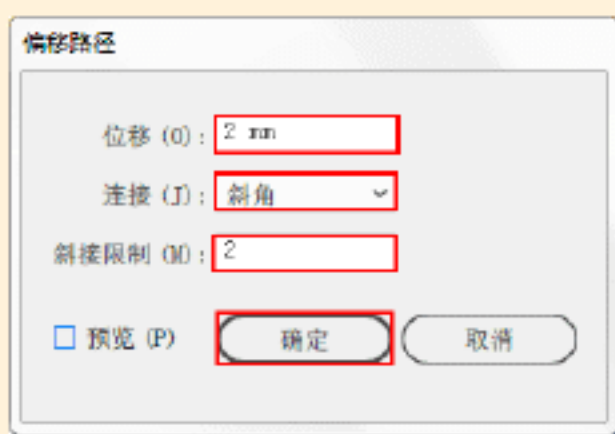 偏移路径
位移 (O): 2 mm
连接 (J): 斜角
斜接限制 (M): 2
预览 (P) 确定 取消